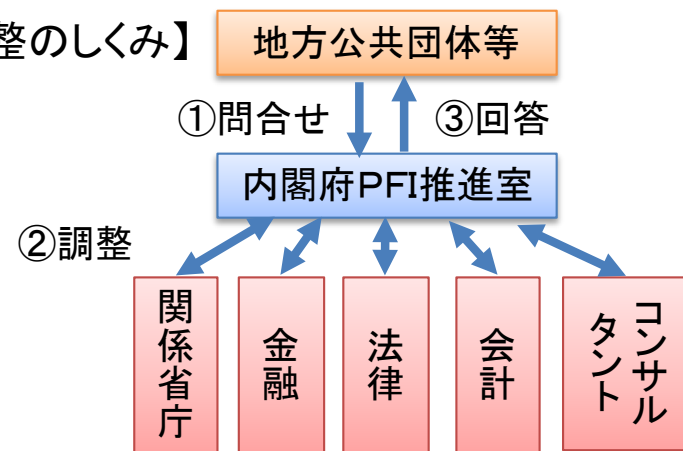 整のしくみ】
地方公共団体等
①問合せ
③回答
内閣府PFI推進室
②調整
関係省庁
金融
法律
会計
コンサル
タント